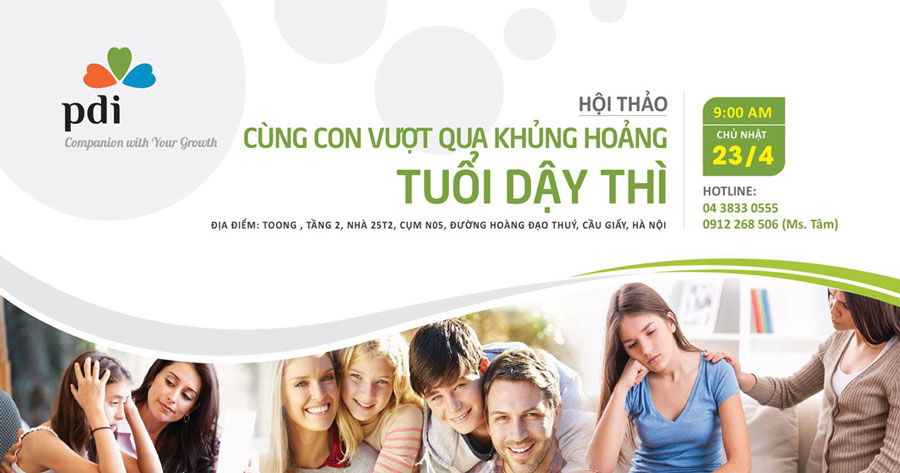 pdi
Companion with Your Growth
HỘI THẢO
CÙNG CON VƯỢT QUA KHỦNG HOẢNG
TUỔI DẬY THÌ
ĐỊA ĐIỂM: TOONG , TẦNG 2, NHÀ 25T2, CỤM N05, ĐƯỜNG HOÀNG ĐẠO THUÝ, CẦU GIẤY, HÀ NỘI
9:00 AM
CHỦ NHẬT
23/4
HOTLINE:
04 3833 0555
0912 268 506 (Ms. Tâm)